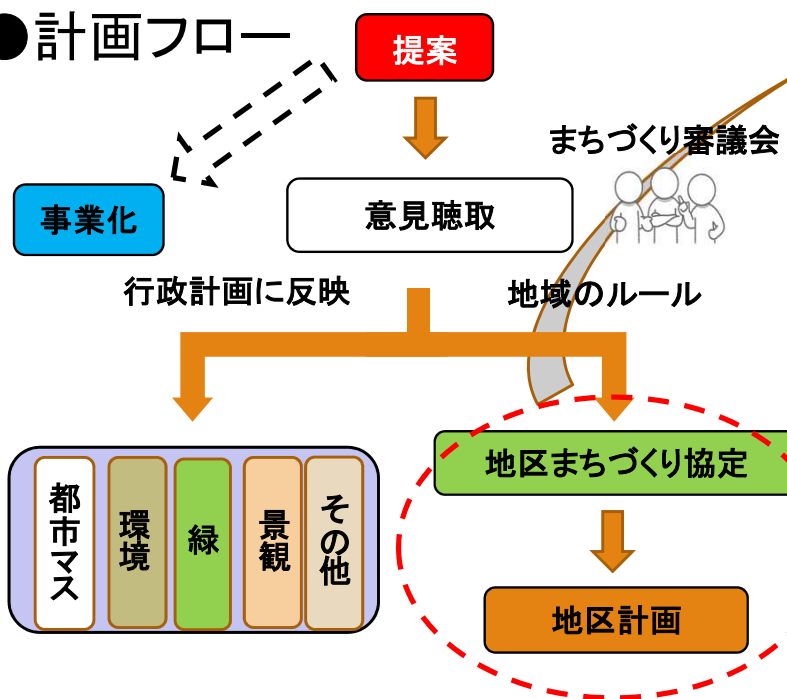 ●計画フロー
提案
まちづくり審議会
事業化
意見聴取
行政計画に反映
地域のルール
都市マス
環境
緑
景観
その他
地区まちづくり協定
地区計画